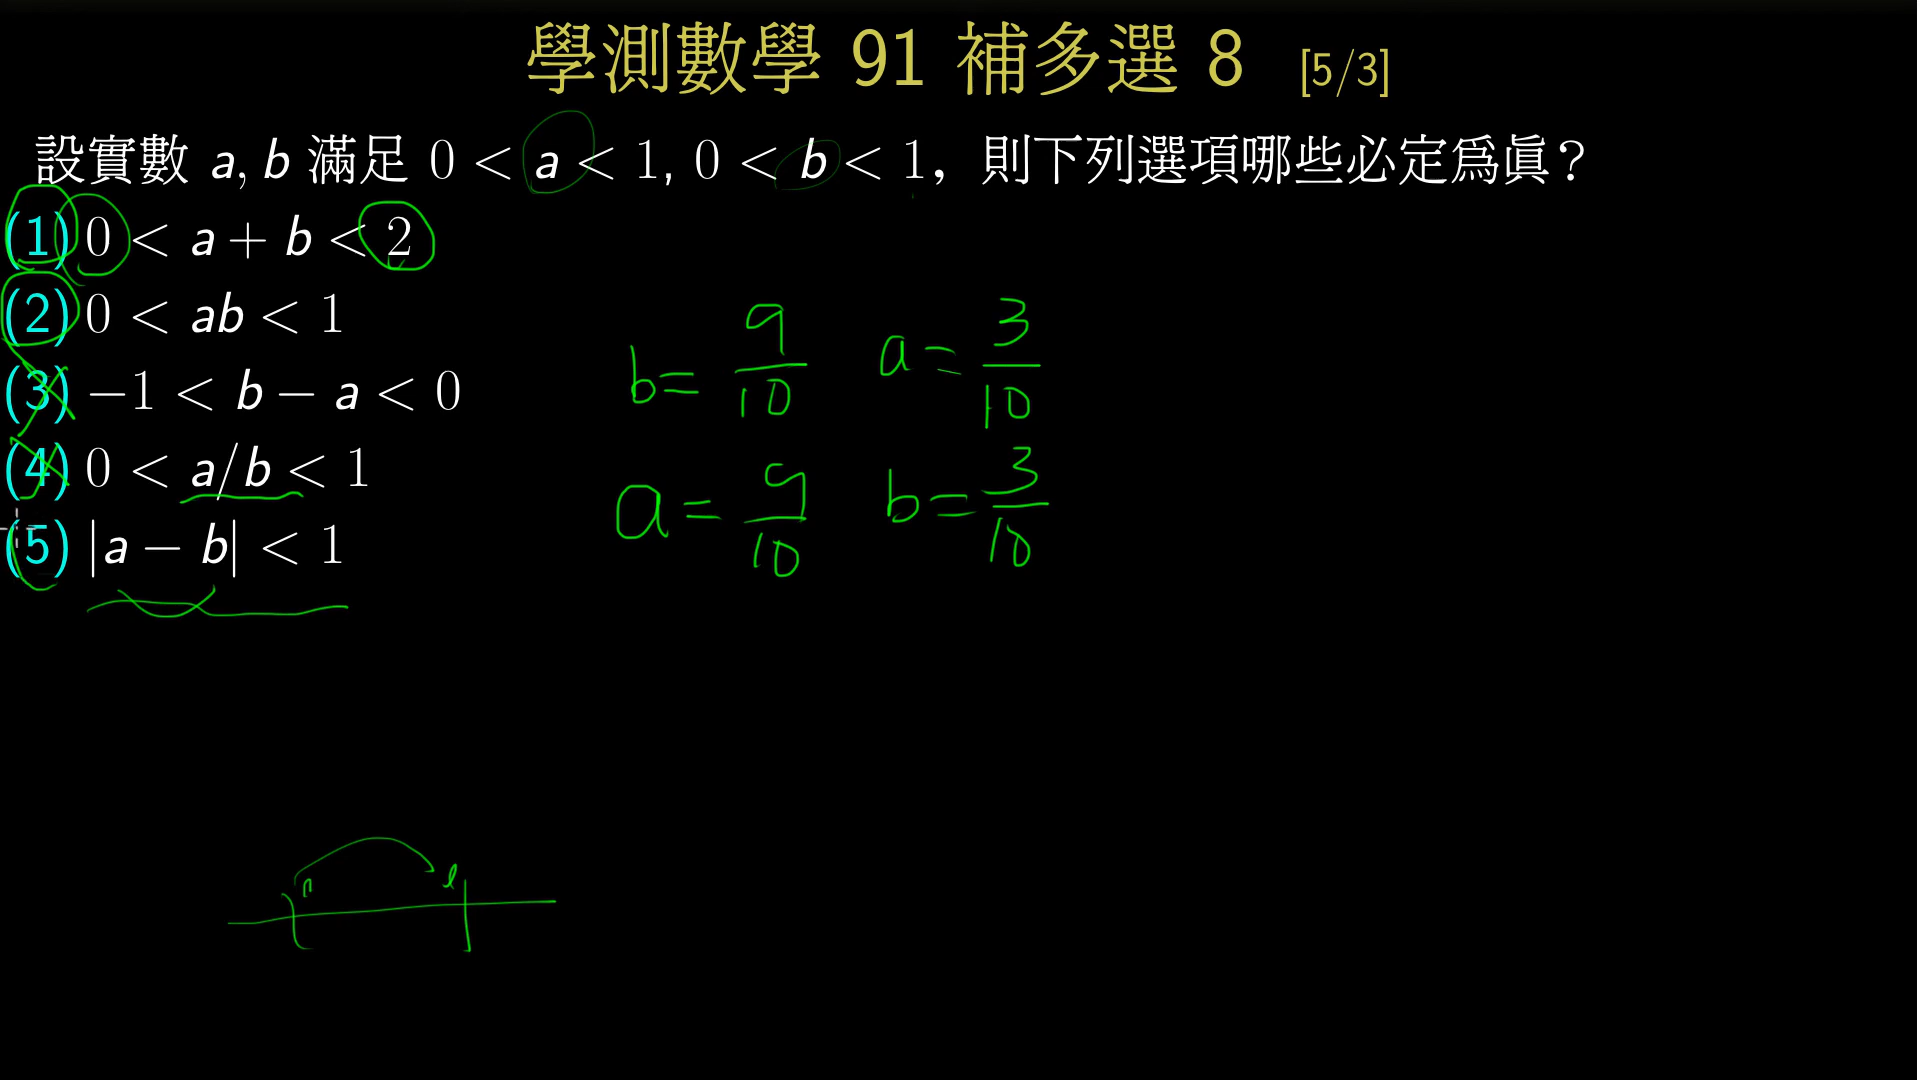 學測數學 91 補多選 8 [5/3]
設實數 a, b 滿足 0 < a < 1, 0 < b < 1，則下列選項哪些必定爲眞？
(1) 0 < a + b < 2
(2) 0 < ab < 1
(3) −1 < b − a < 0
(4) 0 < a/b < 1
(5) |a − b| < 1
b = 9/10 a = 3/10
a = 9/10 b = 3/10